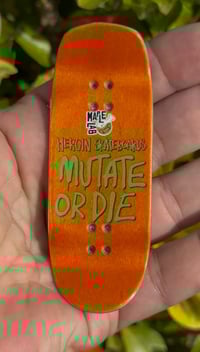 MAPLE
LAB
HEROIN SKATEBOARDS
MUTATE
OR DIE